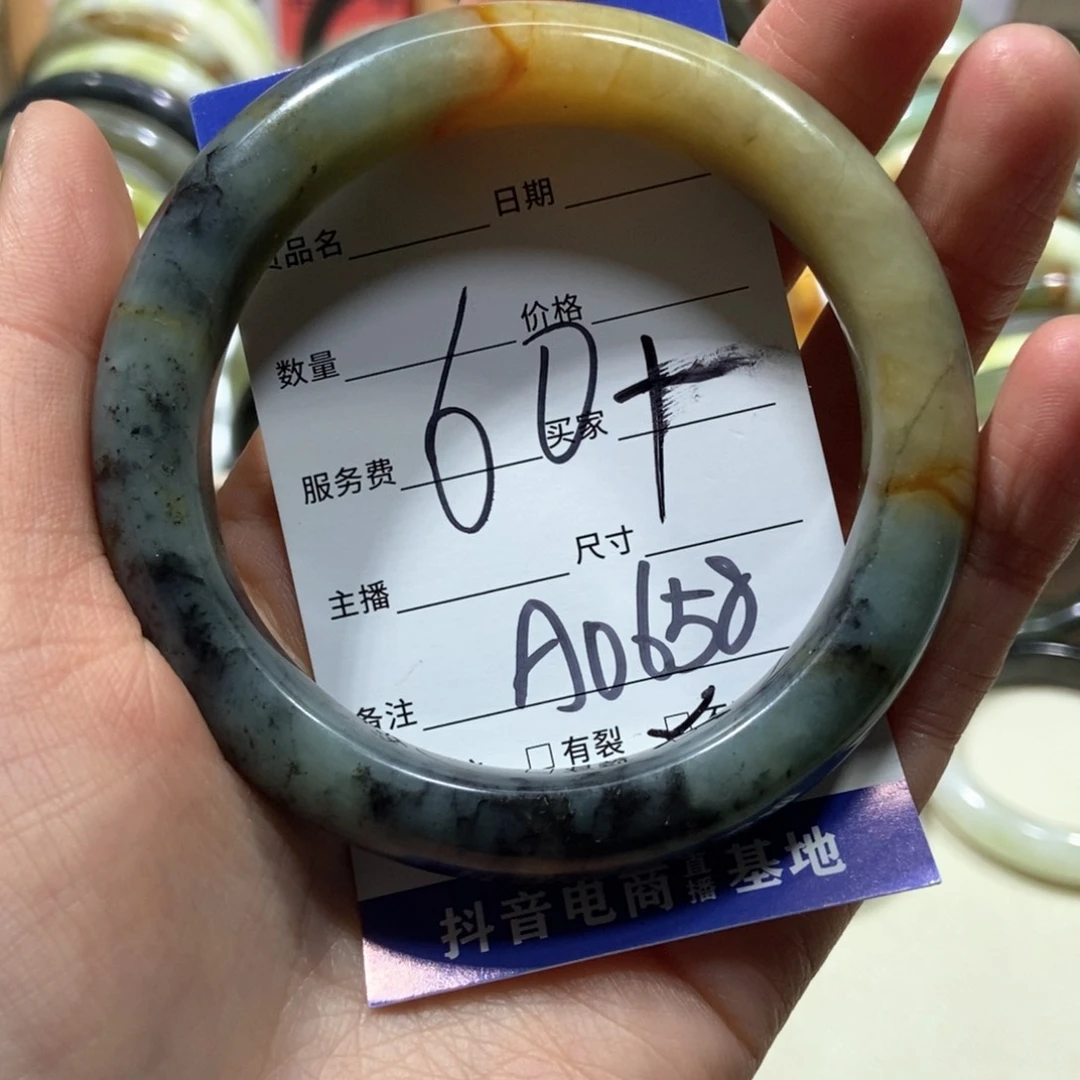 日期
品名
价格
数量
60+
买家
服务费
尺寸
主播
A0658
备注
□有裂
抖音电商直播基地